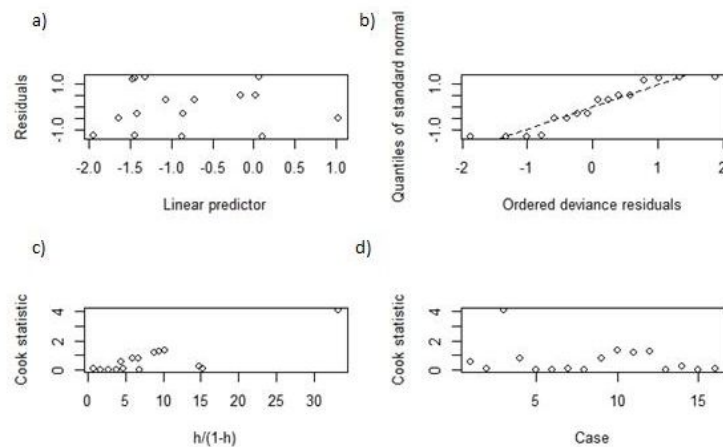 a)
Residuals
-1.0 1.0
-2.0 -1.5 -1.0 -0.5 0.0 0.5 1.0
Linear predictor
b)
Quantiles of standard normal
-1.0 1.0
-2 -1 0 1 2
Ordered deviance residuals
c)
Cook statistic
0 2 4
0 5 10 15 20 25 30
h/(1-h)
d)
Cook statistic
0 2 4
5 10 15
Case